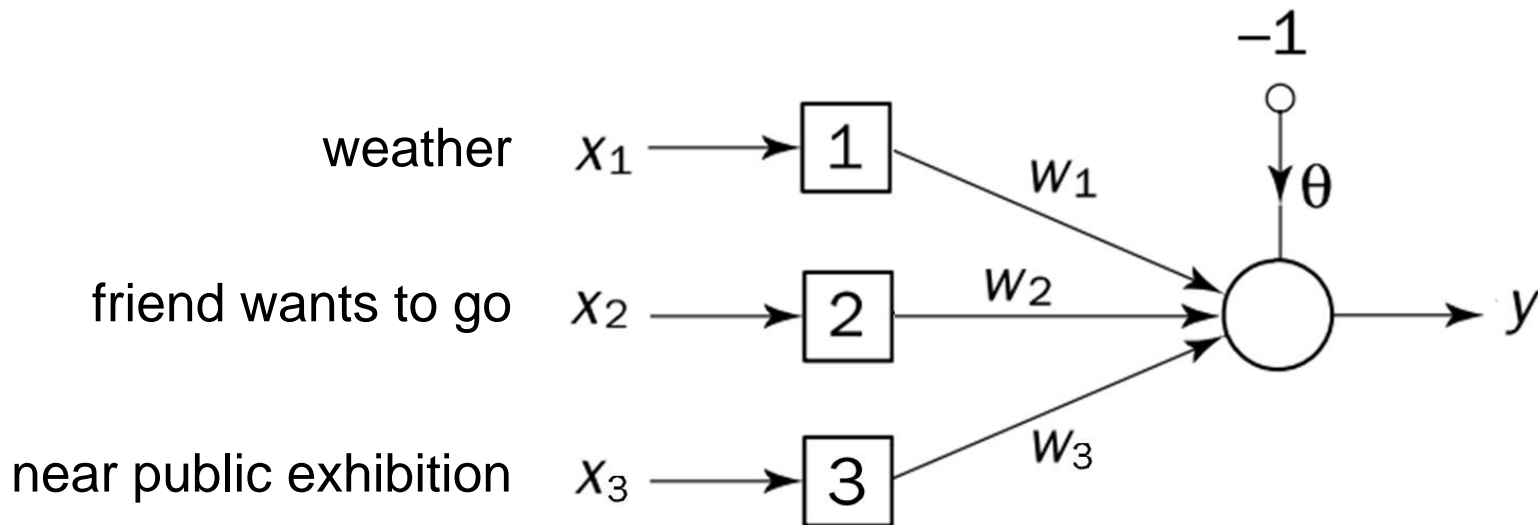 −1
weather x1 1 w1 θ
friend wants to go x2 2 w2 y
near public exhibition x3 3 w3